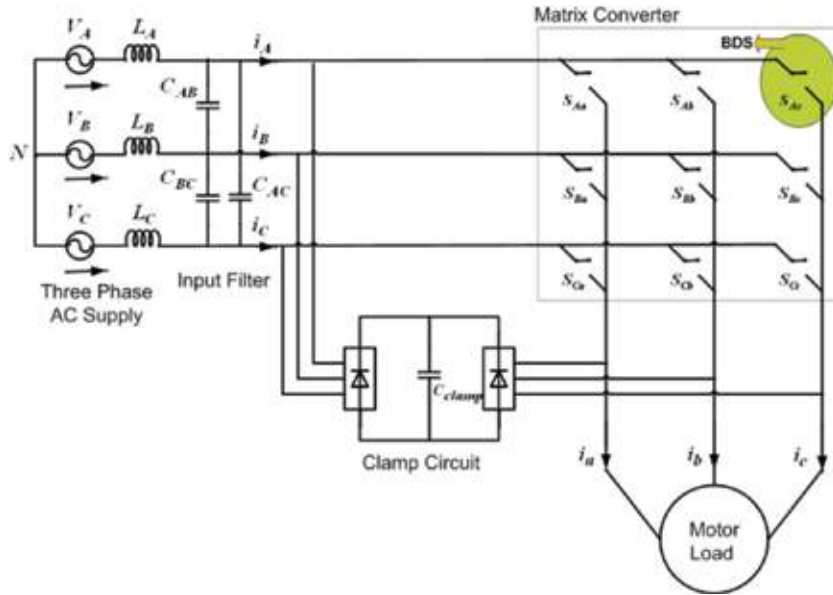 Matrix Converter
V_A L_A i_A
BDS
C_AB
S_Aa S_Ab S_Ac
N V_B L_B i_B
C_BC C_AC
S_Ba S_Bb S_Bc
V_C L_C i_C
Input Filter
S_Ca S_Cb S_Cc
Three Phase
AC Supply
C_clamp
Clamp Circuit
i_a i_b i_c
Motor
Load